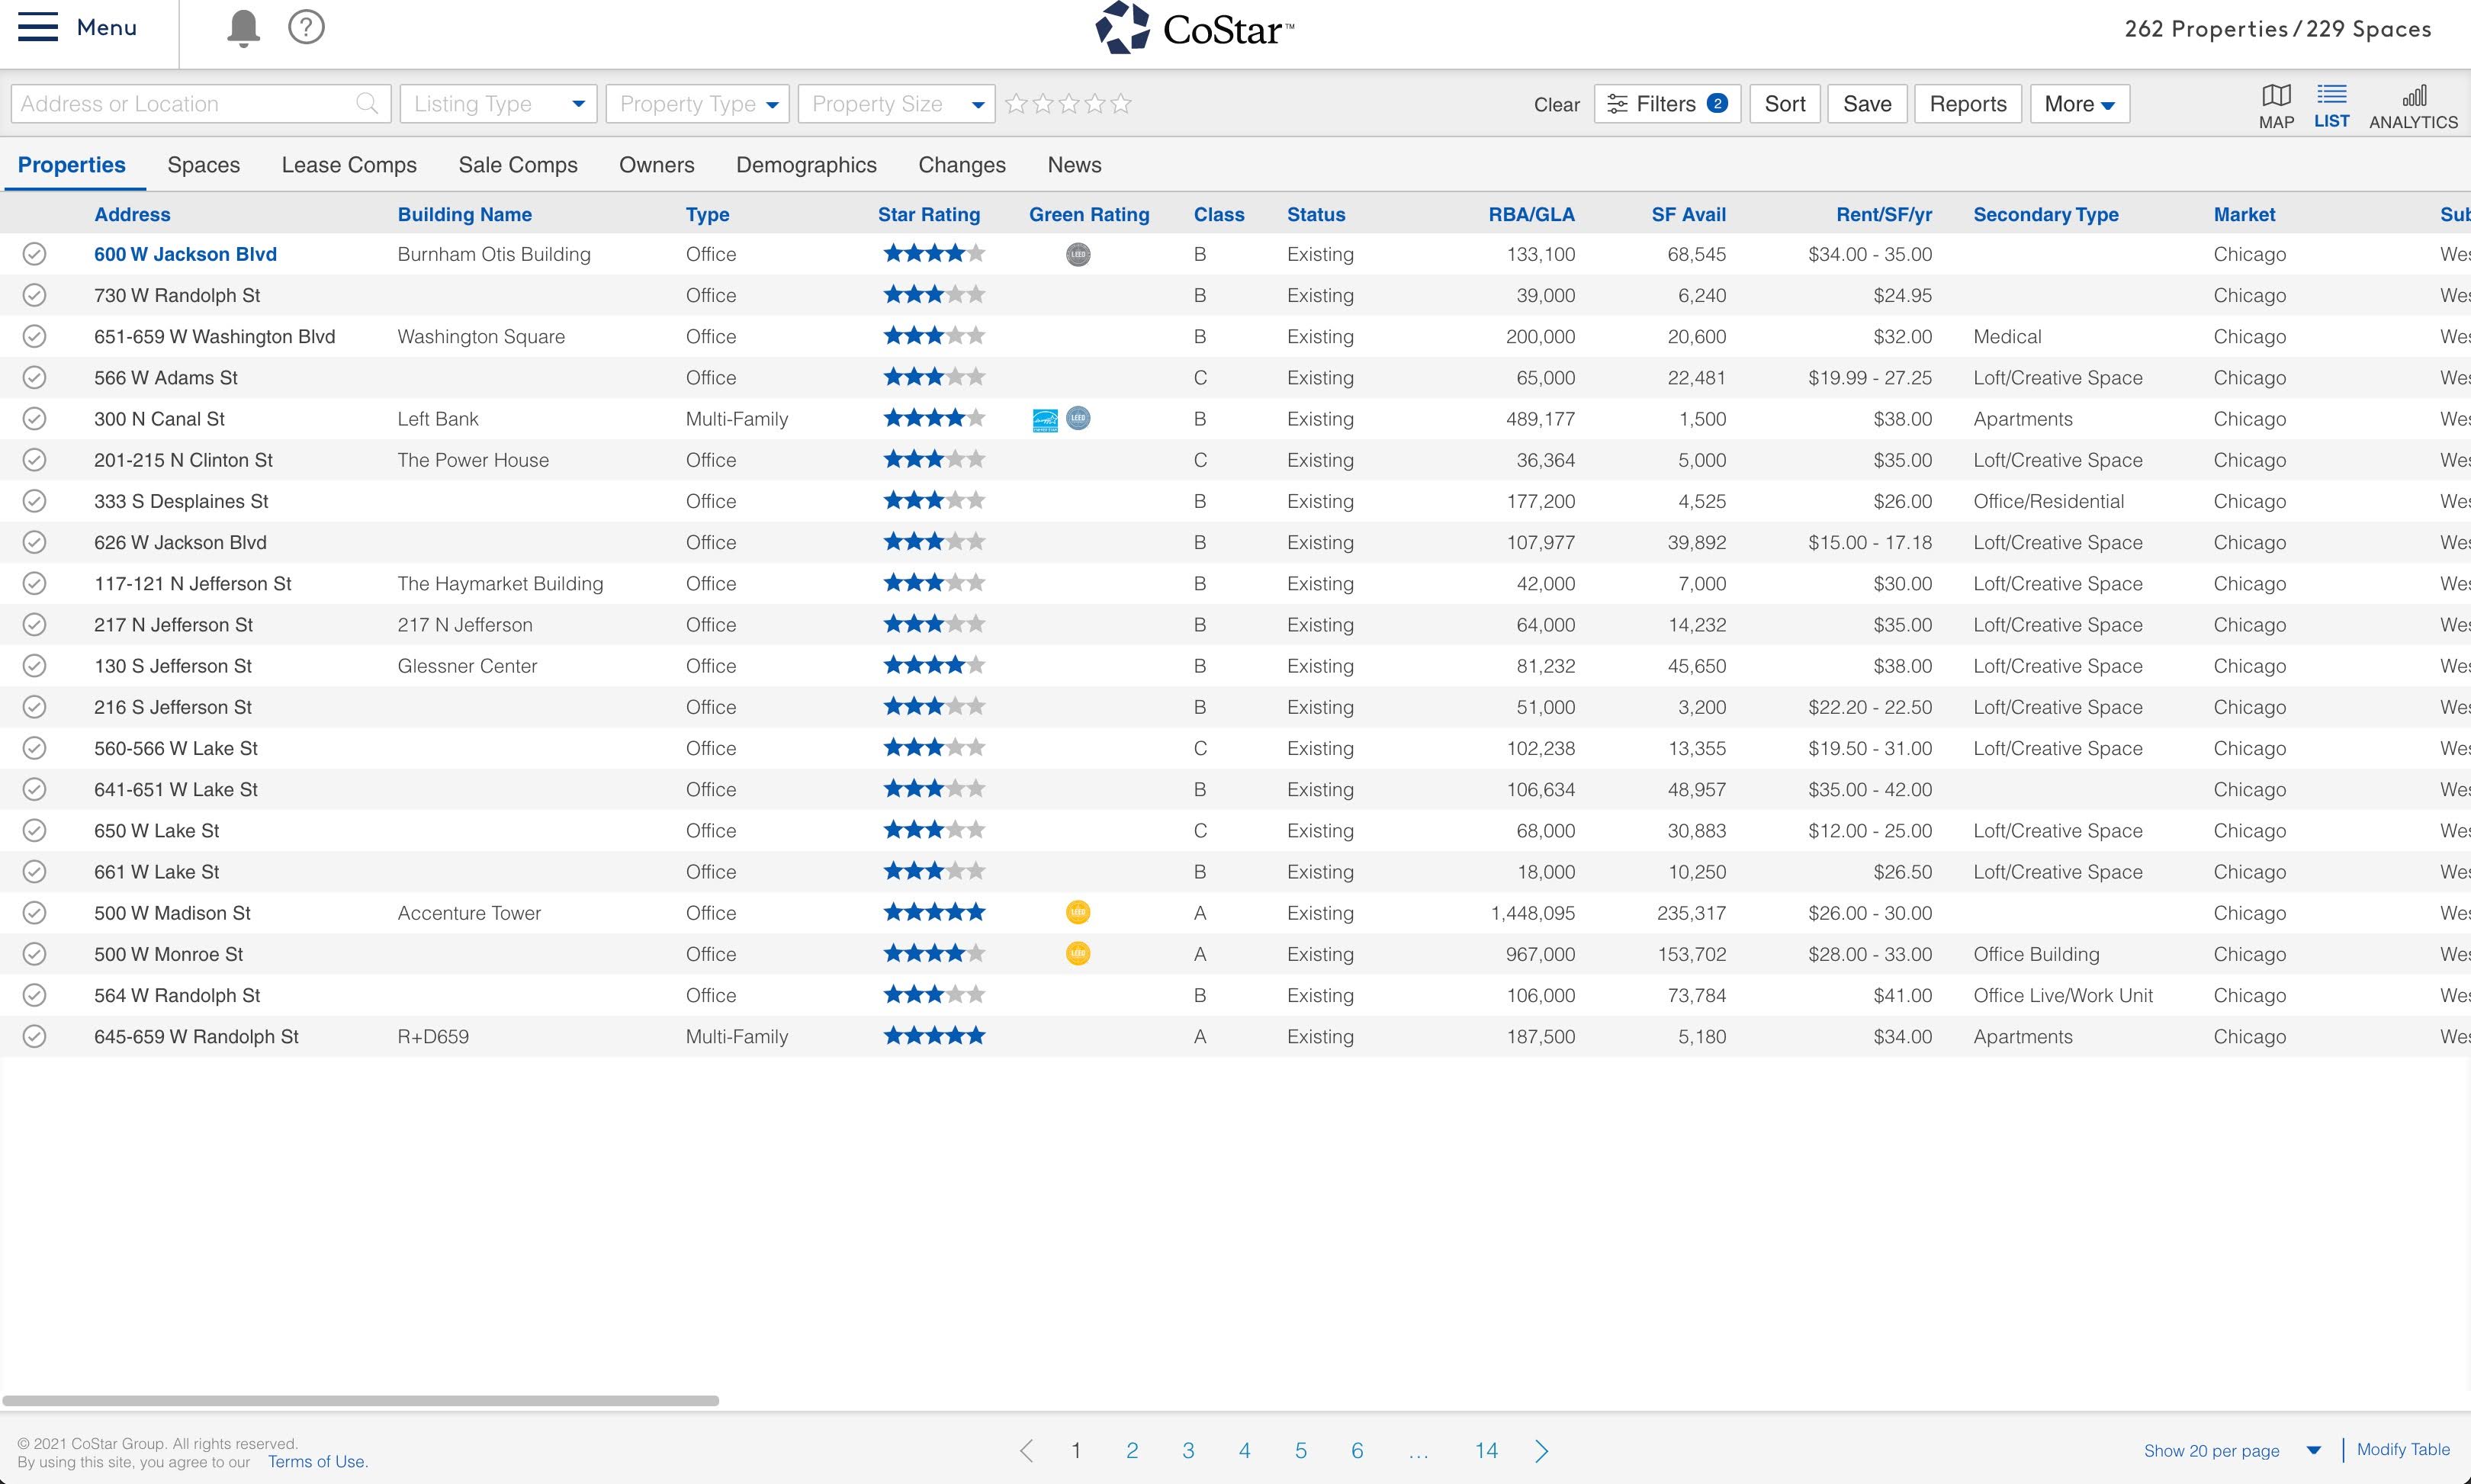 Menu
?
CoStar™
262 Properties/229 Spaces
Address or Location
Listing Type
Property Type
Property Size
Clear
Filters 2
Sort
Save
Reports
More
MAP
LIST
ANALYTICS
Properties Spaces Lease Comps Sale Comps Owners Demographics Changes News
Address Building Name Type Star Rating Green Rating Class Status RBA/GLA SF Avail Rent/SF/yr Secondary Type Market Sub
600 W Jackson Blvd Burnham Otis Building Office LEED B Existing 133,100 68,545 $34.00 - 35.00 Chicago Wes
730 W Randolph St Office B Existing 39,000 6,240 $24.95 Chicago Wes
651-659 W Washington Blvd Washington Square Office B Existing 200,000 20,600 $32.00 Medical Chicago Wes
566 W Adams St Office C Existing 65,000 22,481 $19.99 - 27.25 Loft/Creative Space Chicago Wes
300 N Canal St Left Bank Multi-Family LEED B Existing 489,177 1,500 $38.00 Apartments Chicago Wes
201-215 N Clinton St The Power House Office C Existing 36,364 5,000 $35.00 Loft/Creative Space Chicago Wes
333 S Desplaines St Office B Existing 177,200 4,525 $26.00 Office/Residential Chicago Wes
626 W Jackson Blvd Office B Existing 107,977 39,892 $15.00 - 17.18 Loft/Creative Space Chicago Wes
117-121 N Jefferson St The Haymarket Building Office B Existing 42,000 7,000 $30.00 Loft/Creative Space Chicago Wes
217 N Jefferson St 217 N Jefferson Office B Existing 64,000 14,232 $35.00 Loft/Creative Space Chicago Wes
130 S Jefferson St Glessner Center Office B Existing 81,232 45,650 $38.00 Loft/Creative Space Chicago Wes
216 S Jefferson St Office B Existing 51,000 3,200 $22.20 - 22.50 Loft/Creative Space Chicago Wes
560-566 W Lake St Office C Existing 102,238 13,355 $19.50 - 31.00 Loft/Creative Space Chicago Wes
641-651 W Lake St Office B Existing 106,634 48,957 $35.00 - 42.00 Chicago Wes
650 W Lake St Office C Existing 68,000 30,883 $12.00 - 25.00 Loft/Creative Space Chicago Wes
661 W Lake St Office B Existing 18,000 10,250 $26.50 Loft/Creative Space Chicago Wes
500 W Madison St Accenture Tower Office LEED A Existing 1,448,095 235,317 $26.00 - 30.00 Chicago Wes
500 W Monroe St Office LEED A Existing 967,000 153,702 $28.00 - 33.00 Office Building Chicago Wes
564 W Randolph St Office B Existing 106,000 73,784 $41.00 Office Live/Work Unit Chicago Wes
645-659 W Randolph St R+D659 Multi-Family A Existing 187,500 5,180 $34.00 Apartments Chicago Wes
© 2021 CoStar Group. All rights reserved.
By using this site, you agree to our Terms of Use.
1 2 3 4 5 6 ... 14
Show 20 per page
Modify Table